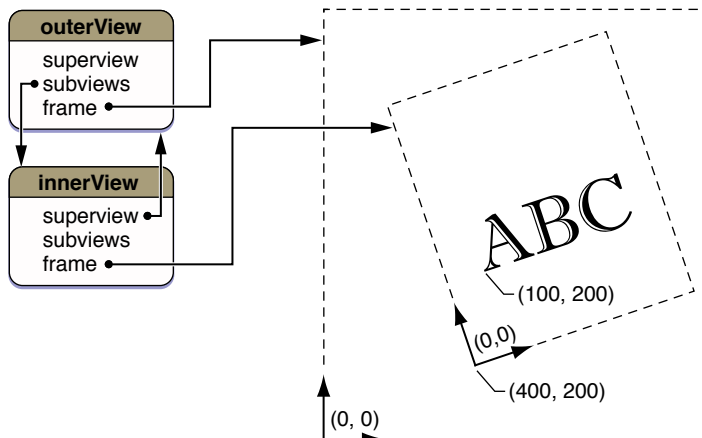 outerView
superview
subviews
frame
innerView
superview
subviews
frame
ABC
(100, 200)
(0,0)
(400, 200)
(0, 0)